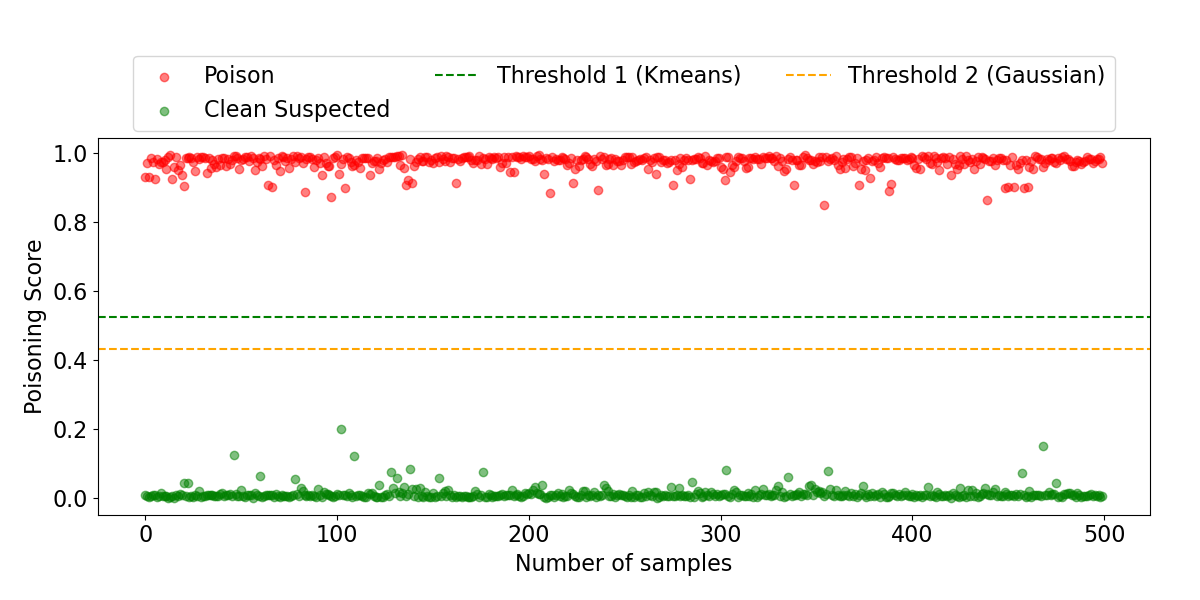 Poison
Clean Suspected
Threshold 1 (Kmeans)
Threshold 2 (Gaussian)
Poisoning Score
1.0
0.8
0.6
0.4
0.2
0.0
0 100 200 300 400 500
Number of samples